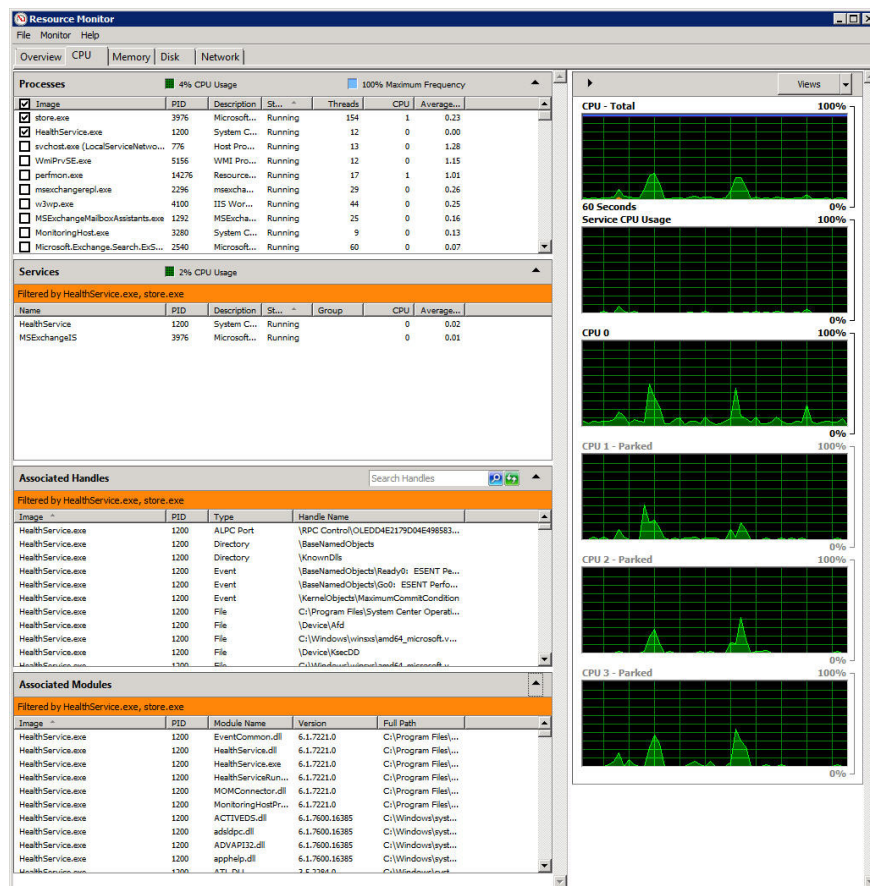 Resource Monitor
File Monitor Help
Overview CPU Memory Disk Network
Processes 4% CPU Usage 100% Maximum Frequency
Image PID Description St... Threads CPU Average...
store.exe 3976 Microsoft... Running 154 1 0.23
HealthService.exe 1200 System C... Running 12 0 0.00
svchost.exe (LocalServiceNetwo... 776 Host Pro... Running 13 0 1.28
WmiPrvSE.exe 5156 WMI Pro... Running 12 0 1.15
perfmon.exe 14276 Resource... Running 17 1 1.01
msexchangerepl.exe 2296 msexcha... Running 29 0 0.26
w3wp.exe 4100 IIS Wor... Running 44 0 0.25
MSExchangeMailboxAssistants.exe 1292 MSExcha... Running 25 0 0.16
MonitoringHost.exe 3280 System C... Running 9 0 0.13
Microsoft.Exchange.Search.ExS... 2540 Microsoft... Running 60 0 0.07
Services 2% CPU Usage
Filtered by HealthService.exe, store.exe
Name PID Description St... Group CPU Average...
HealthService 1200 System C... Running 0 0.02
MSExchangeIS 3976 Microsoft... Running 0 0.01
Associated Handles Search Handles
Filtered by HealthService.exe, store.exe
Image PID Type Handle Name
HealthService.exe 1200 ALPC Port \RPC Control\OLEDD4E2179D04E498583...
HealthService.exe 1200 Directory \BaseNamedObjects
HealthService.exe 1200 Directory \KnownDlls
HealthService.exe 1200 Event \BaseNamedObjects\Ready0: ESENT Pe...
HealthService.exe 1200 Event \BaseNamedObjects\Go0: ESENT Perfo...
HealthService.exe 1200 Event \KernelObjects\MaximumCommitCondition
HealthService.exe 1200 File C:\Program Files\System Center Operati...
HealthService.exe 1200 File \Device\Afd
HealthService.exe 1200 File C:\Windows\winsxs\amd64_microsoft.v...
HealthService.exe 1200 File \Device\KsecDD
HealthService.exe 1200 File C:\Windows\winsxs\amd64_microsoft.v...
Associated Modules
Filtered by HealthService.exe, store.exe
Image PID Module Name Version Full Path
HealthService.exe 1200 EventCommon.dll 6.1.7221.0 C:\Program Files\...
HealthService.exe 1200 HealthService.dll 6.1.7221.0 C:\Program Files\...
HealthService.exe 1200 HealthService.exe 6.1.7221.0 C:\Program Files\...
HealthService.exe 1200 HealthServiceRun... 6.1.7221.0 C:\Program Files\...
HealthService.exe 1200 MOMConnector.dll 6.1.7221.0 C:\Program Files\...
HealthService.exe 1200 MonitoringHostPr... 6.1.7221.0 C:\Program Files\...
HealthService.exe 1200 ACTIVEDS.dll 6.1.7600.16385 C:\Windows\syst...
HealthService.exe 1200 adsldpc.dll 6.1.7600.16385 C:\Windows\syst...
HealthService.exe 1200 ADVAPI32.dll 6.1.7600.16385 C:\Windows\syst...
HealthService.exe 1200 apphelp.dll 6.1.7600.16385 C:\Windows\syst...
HealthService.exe 1200 ATL.DLL 3.5.2284.0 C:\Windows\syst...
Views
CPU - Total 100%
60 Seconds 0%
Service CPU Usage 100%
0%
CPU 0 100%
0%
CPU 1 - Parked 100%
0%
CPU 2 - Parked 100%
0%
CPU 3 - Parked 100%
0%